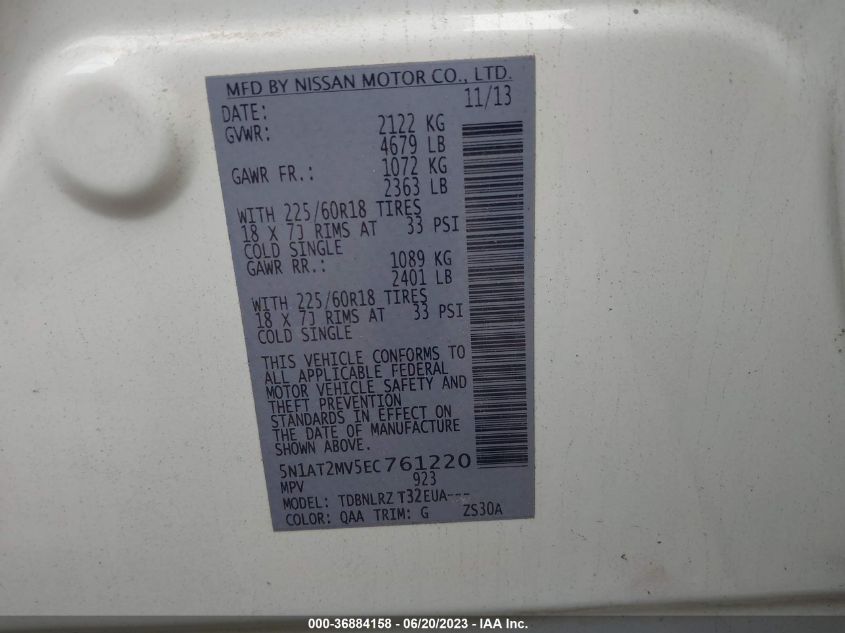 MFD BY NISSAN MOTOR CO., LTD.
DATE: 11/13
GVWR: 2122 KG
4679 LB
GAWR FR.: 1072 KG
2363 LB
WITH 225/60R18 TIRES
18 X 7J RIMS AT 33 PSI
COLD SINGLE
GAWR RR.: 1089 KG
2401 LB
WITH 225/60R18 TIRES
18 X 7J RIMS AT 33 PSI
COLD SINGLE
THIS VEHICLE CONFORMS TO
ALL APPLICABLE FEDERAL
MOTOR VEHICLE SAFETY AND
THEFT PREVENTION
STANDARDS IN EFFECT ON
THE DATE OF MANUFACTURE
SHOWN ABOVE.
5N1AT2MV5EC761220
MPV 923
MODEL: TDBNLRZ T32EUA---
COLOR: QAA TRIM: G ZS30A
000-36884158 - 06/20/2023 - IAA Inc.